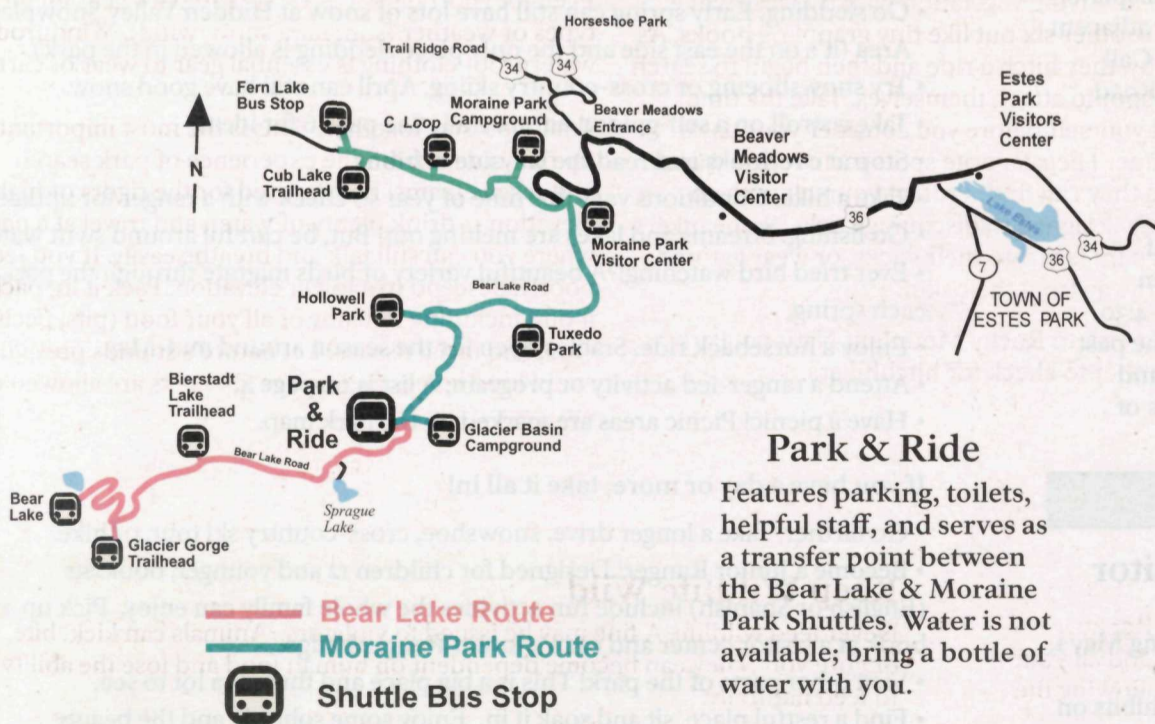 Horseshoe Park
Trail Ridge Road
34
34
Fern Lake
Bus Stop
C Loop
Moraine Park
Campground
Beaver Meadows
Entrance
Estes
Park
Visitors
Center
N
Cub Lake
Trailhead
Beaver
Meadows
Visitor
Center
36
Lake Estes
34
36
7
Moraine Park
Visitor Center
TOWN OF
ESTES PARK
Hollowell
Park
Bear Lake Road
Tuxedo
Park
Bierstadt
Lake
Trailhead
Park
&
Ride
Glacier Basin
Campground
Bear Lake Road
Bear
Lake
Sprague
Lake
Glacier Gorge
Trailhead
Park & Ride
Features parking, toilets,
helpful staff, and serves as
a transfer point between
the Bear Lake & Moraine
Park Shuttles. Water is not
available; bring a bottle of
water with you.
Bear Lake Route
Moraine Park Route
Shuttle Bus Stop